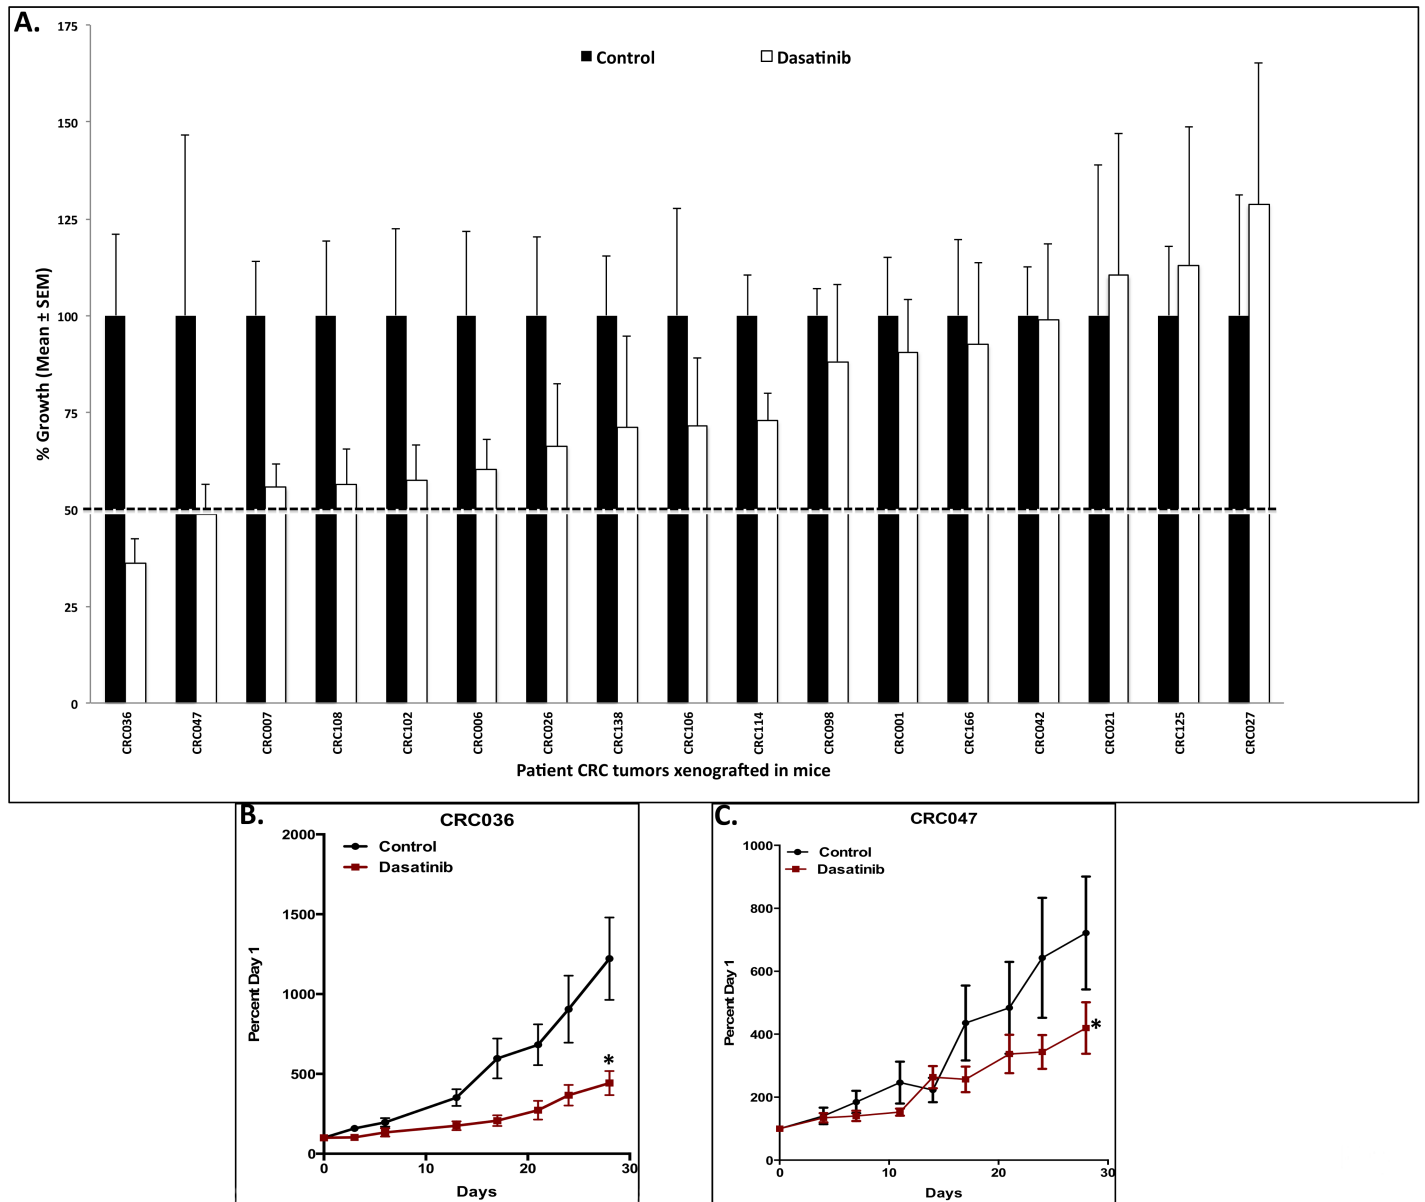 A.
175
Control
Dasatinib
150
125
100
75
50
25
0
% Growth (Mean ± SEM)
CRC036
CRC047
CRC007
CRC108
CRC102
CRC006
CRC026
CRC138
CRC106
CRC114
CRC098
CRC001
CRC166
CRC042
CRC021
CRC125
CRC027
Patient CRC tumors xenografted in mice
B.
CRC036
2000
Control
Dasatinib
1500
1000
500
0
Percent Day 1
*
0
10
20
30
Days
C.
CRC047
1000
Control
Dasatinib
800
600
400
200
0
Percent Day 1
*
0
10
20
30
Days